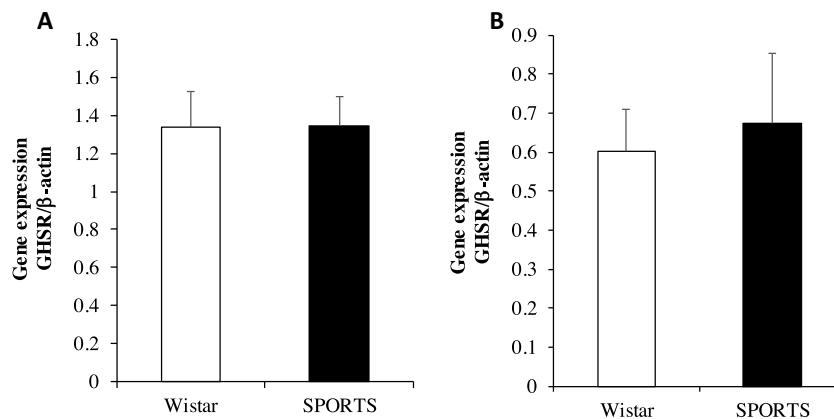 A
Gene expression
GHSR/β-actin
1.8
1.6
1.4
1.2
1
0.8
0.6
0.4
0.2
0
Wistar
SPORTS
B
Gene expression
GHSR/β-actin
0.9
0.8
0.7
0.6
0.5
0.4
0.3
0.2
0.1
0
Wistar
SPORTS